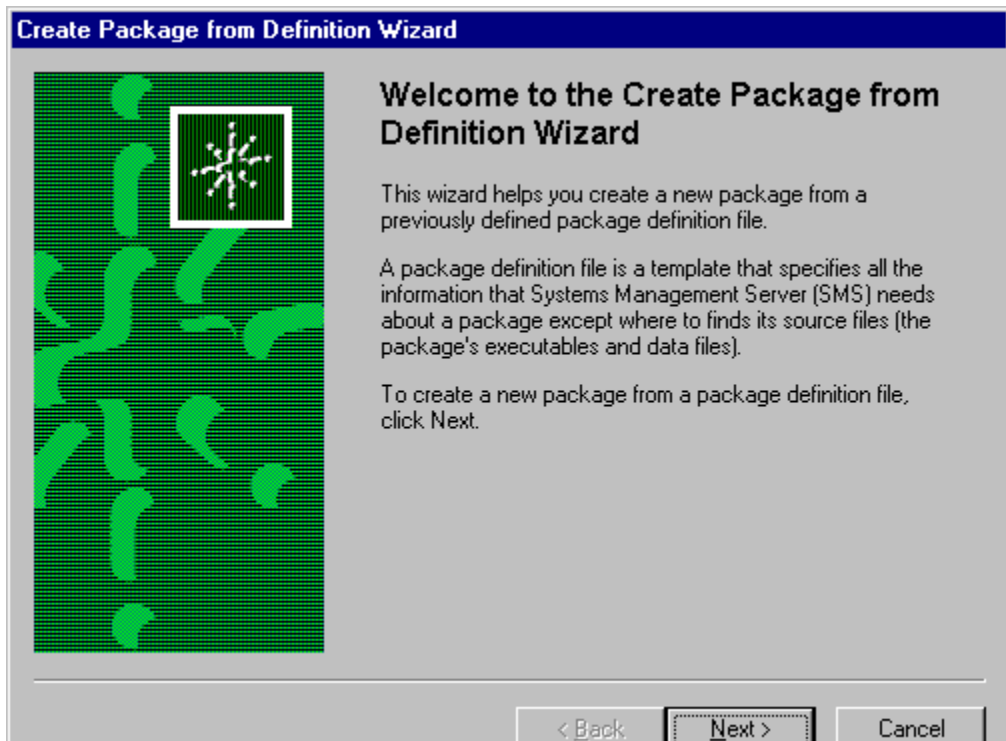 Create Package from Definition Wizard
Welcome to the Create Package from
Definition Wizard
This wizard helps you create a new package from a
previously defined package definition file.
A package definition file is a template that specifies all the
information that Systems Management Server (SMS) needs
about a package except where to finds its source files (the
package's executables and data files).
To create a new package from a package definition file,
click Next.
< Back
Next >
Cancel